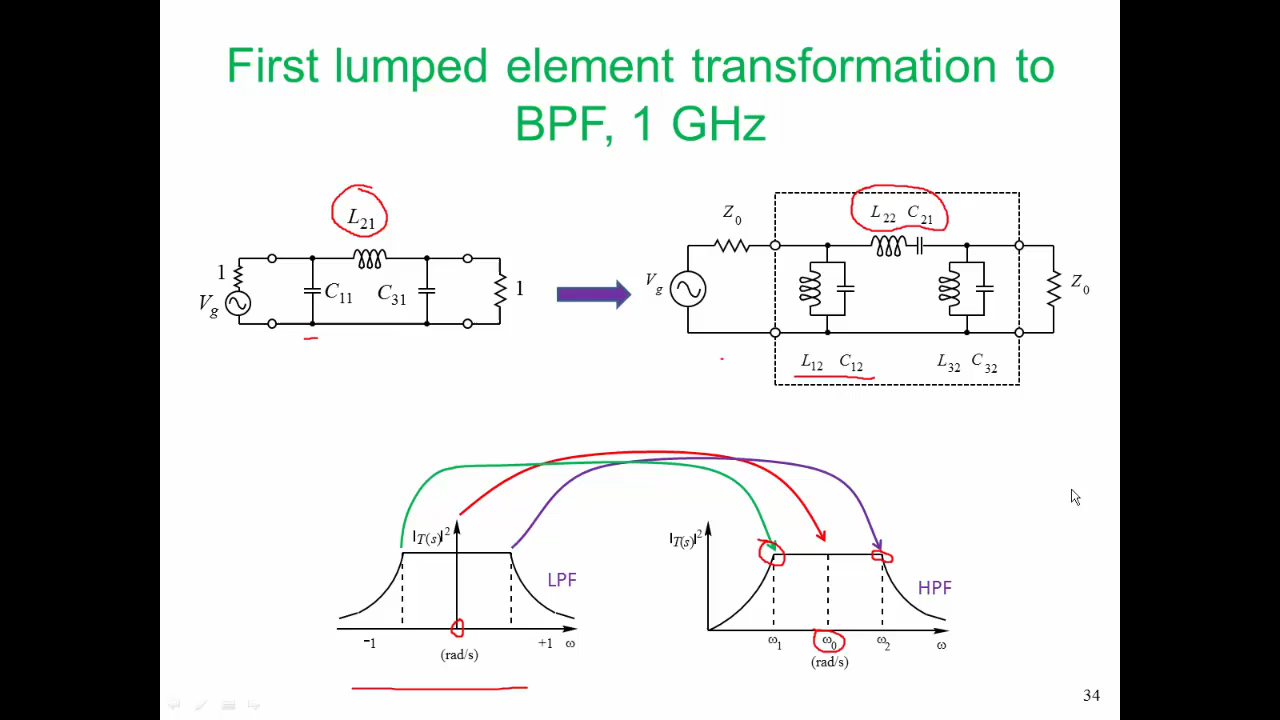 First lumped element transformation to
BPF, 1 GHz
L21
1
Vg
C11
C31
1
Z0
L22 C21
Vg
Z0
L12 C12
L32 C32
|T(s)|2
LPF
-1
+1 ω
(rad/s)
|T(s)|2
HPF
ω1
ω0
ω2
ω
(rad/s)
34